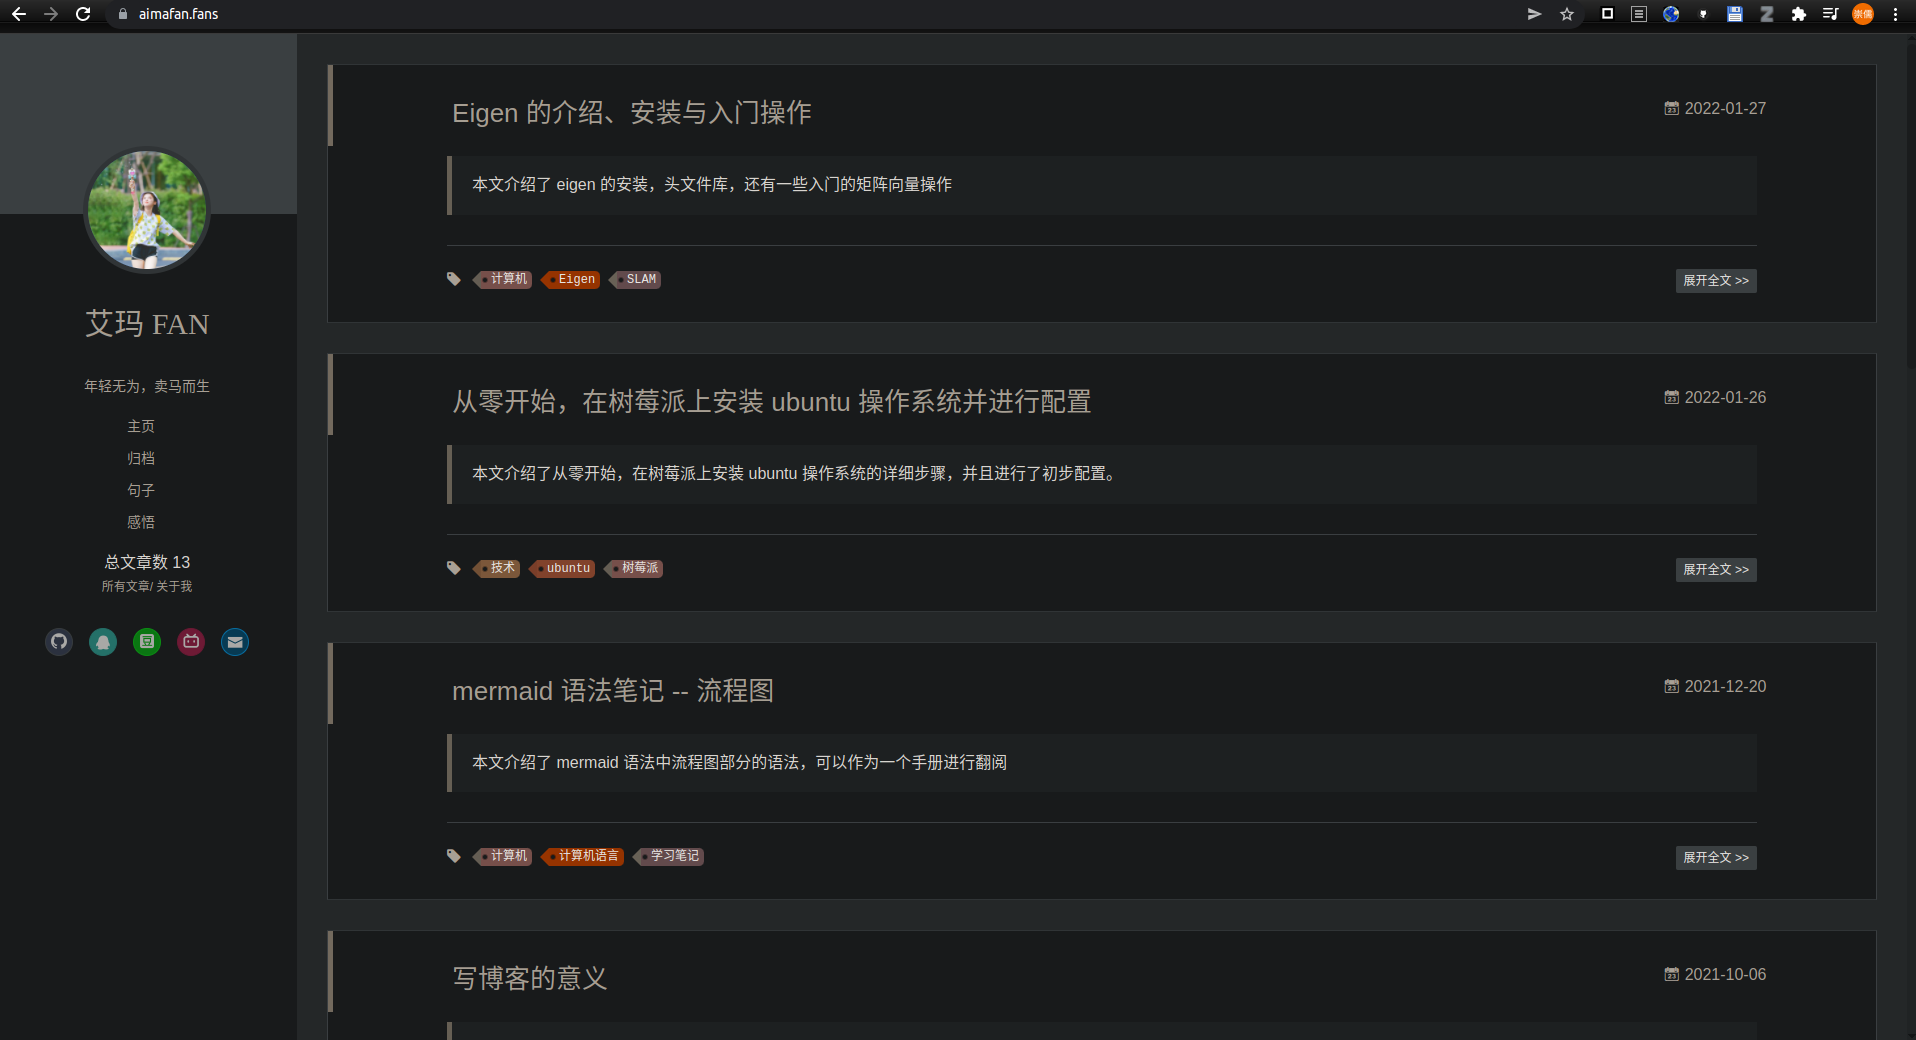 aimafan.fans
崇儒
艾玛 FAN
年轻无为，卖马而生
主页
归档
句子
感悟
总文章数 13
所有文章/ 关于我
Eigen 的介绍、安装与入门操作
2022-01-27
本文介绍了 eigen 的安装，头文件库，还有一些入门的矩阵向量操作
计算机 Eigen SLAM
展开全文 >>
从零开始，在树莓派上安装 ubuntu 操作系统并进行配置
2022-01-26
本文介绍了从零开始，在树莓派上安装 ubuntu 操作系统的详细步骤，并且进行了初步配置。
技术 ubuntu 树莓派
展开全文 >>
mermaid 语法笔记 -- 流程图
2021-12-20
本文介绍了 mermaid 语法中流程图部分的语法，可以作为一个手册进行翻阅
计算机 计算机语言 学习笔记
展开全文 >>
写博客的意义
2021-10-06